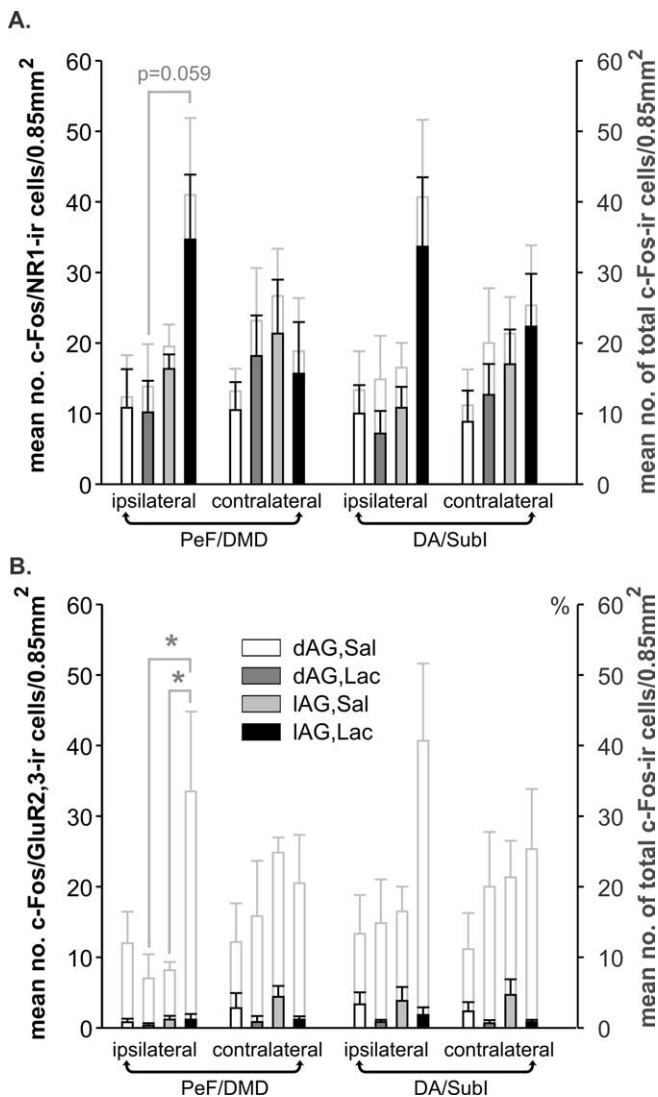 A.
mean no. c-Fos/NR1-ir cells/0.85mm²
60
50
40
30
20
10
0
p=0.059
60
50
40
30
20
10
0
mean no. of total c-Fos-ir cells/0.85mm²
ipsilateral contralateral ipsilateral contralateral
PeF/DMD DA/SubI
B.
mean no. c-Fos/GluR2,3-ir cells/0.85mm²
60
50
40
30
20
10
0
*
*
dAG,Sal
dAG,Lac
lAG,Sal
lAG,Lac
%
60
50
40
30
20
10
0
mean no. of total c-Fos-ir cells/0.85mm²
ipsilateral contralateral ipsilateral contralateral
PeF/DMD DA/SubI